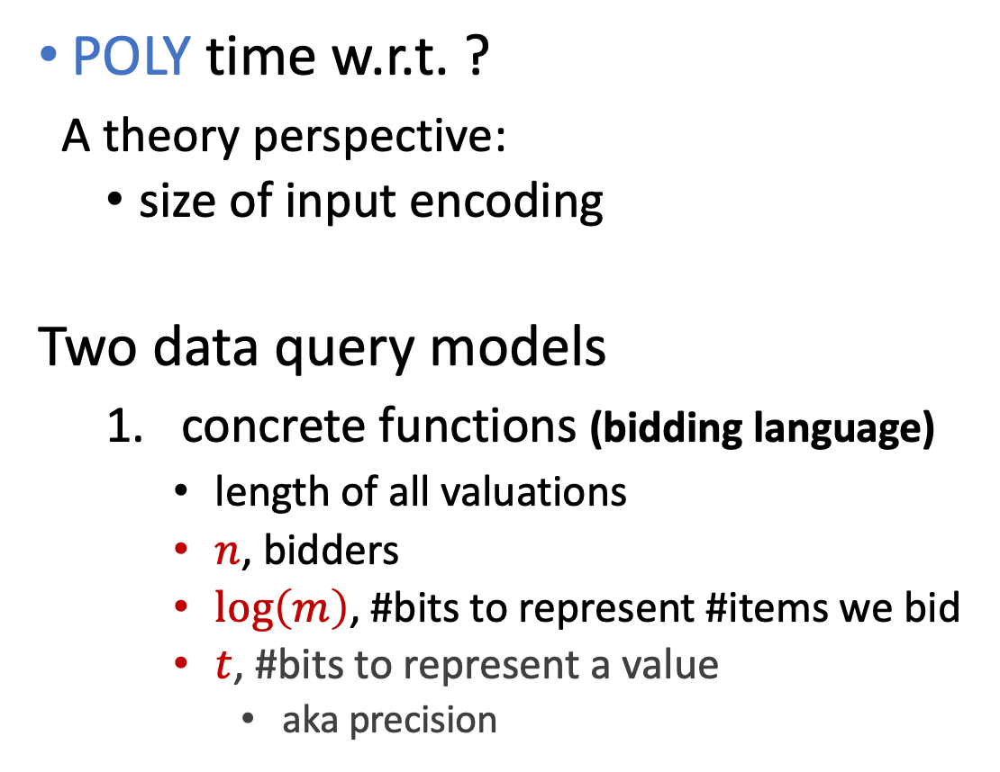 • POLY time w.r.t. ?
A theory perspective:
• size of input encoding
Two data query models
1. concrete functions (bidding language)
• length of all valuations
• n, bidders
• log(m), #bits to represent #items we bid
• t, #bits to represent a value
• aka precision